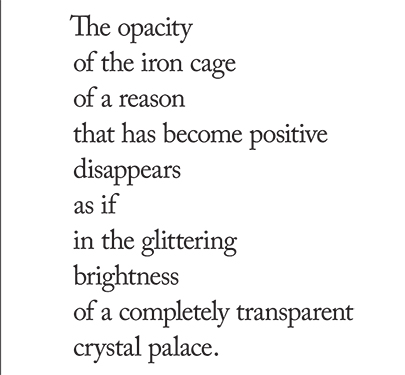 The opacity
of the iron cage
of a reason
that has become positive
disappears
as if
in the glittering
brightness
of a completely transparent
crystal palace.